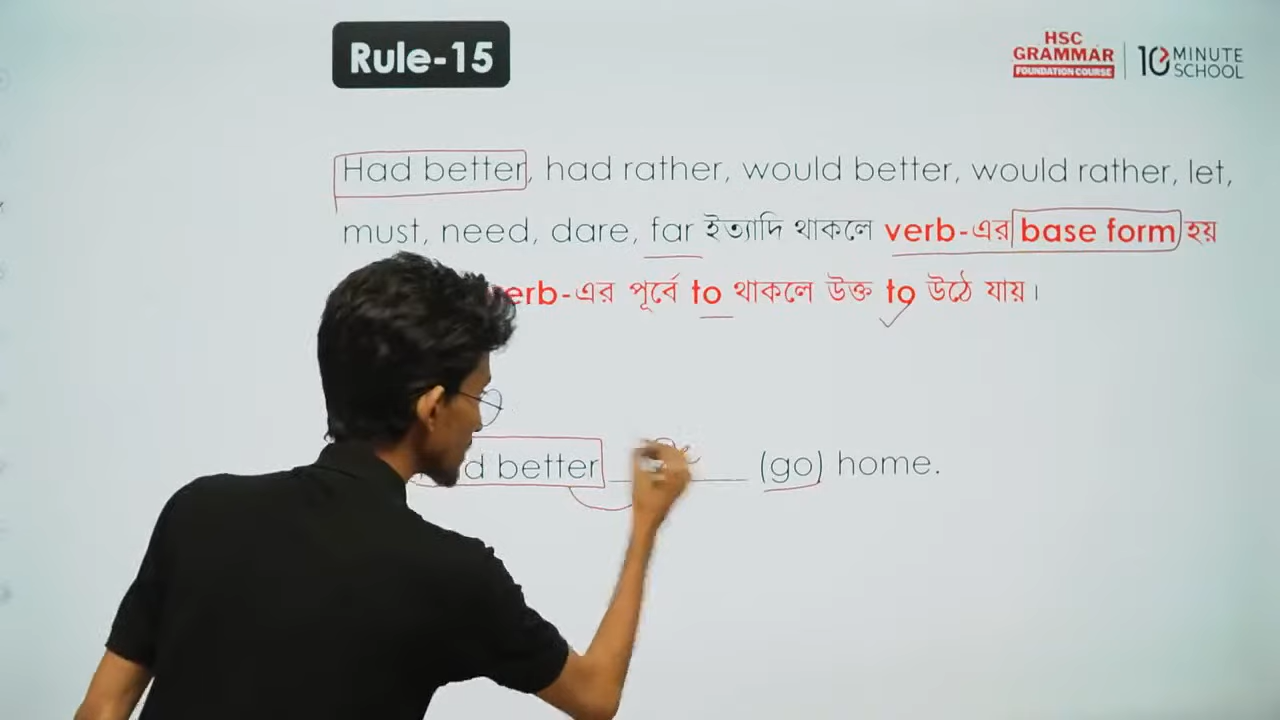 Rule-15
HSC
GRAMMAR
FOUNDATION COURSE
10 MINUTE
SCHOOL
Had better, had rather, would better, would rather, let,
must, need, dare, far ইত্যাদি থাকলে verb-এর base form হয়
verb-এর পূর্বে to থাকলে উক্ত to উঠে যায়।
better ______ (go) home.